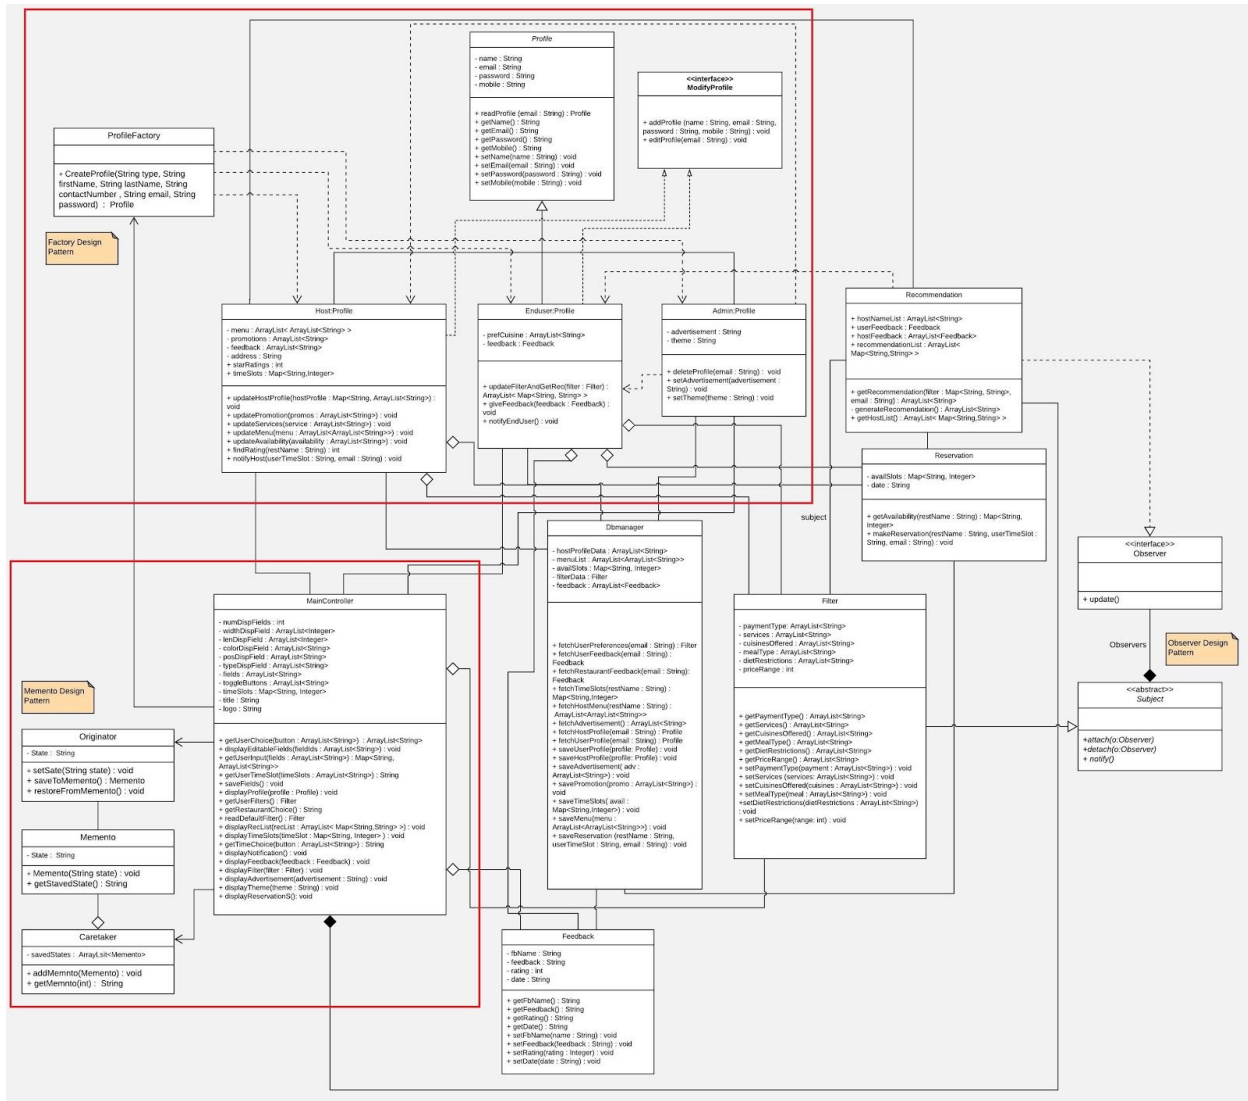 Profile
- name : String
- email : String
- password : String
- mobile : String
+ readProfile (email : String) : Profile
+ getName() : String
+ getEmail() : String
+ getPassword() : String
+ getMobile() : String
+ setName(name : String) : void
+ setEmail(email : String) : void
+ setPassword(password : String) : void
+ setMobile(mobile : String) : void
<<interface>>
ModifyProfile
+ addProfile (name : String, email : String,
password : String, mobile : String) : void
+ editProfile(email : String) : void
ProfileFactory
+ CreateProfile(String type, String
firstName, String lastName, String
contactNumber , String email, String
password) : Profile
Factory Design
Pattern
Host:Profile
- menu : ArrayList< ArrayList<String> >
- promotions : ArrayList<String>
- feedback : ArrayList<String>
- address : String
+ starRatings : int
+ timeSlots : Map<String,Integer>
+ updateHostProfile(hostProfile : Map<String, ArrayList<String>) :
void
+ updatePromotion(promos : ArrayList<String>) : void
+ updateServices(service : ArrayList<String>) : void
+ updateMenu(menu : ArrayList<ArrayList<String>>) : void
+ updateAvailability(availability : ArrayList<String>) : void
+ findRating(restName : String) : int
+ notifyHost(userTimeSlot : String, email : String) : void
Enduser:Profile
- prefCuisine : ArrayList<String>
- feedback : Feedback
+ updateFilterAndGetRec(filter : Filter) :
ArrayList< Map<String, String> >
+ giveFeedback(feedback : Feedback) :
void
+ notifyEndUser() : void
Admin:Profile
- advertisement : String
- theme : String
+ deleteProfile(email : String) : void
+ setAdvertisement(advertisement
: String) : void
+ setTheme(theme : String) : void
Recommendation
+ hostNameList : ArrayList<String>
+ userFeedback : Feedback
+ hostFeedback : ArrayList<Feedback>
+ recommendationList : ArrayList<
Map<String,String> >
+ getRecommendation(filter : Map<String, String>,
email : String) : ArrayList<String>
- generateRecomendation() : ArrayList<String>
+ getHostList() : ArrayList< Map<String,String> >
Reservation
- availSlots : Map<String, Integer>
- date : String
+ getAvailability(restName : String) : Map<String,
Integer>
+ makeReservation(restName : String, userTimeSlot :
String, email : String) : void
subject
<<interface>>
Observer
+ update()
Observers
Observer Design
Pattern
<<abstract>>
Subject
+attach(o:Observer)
+detach(o:Observer)
+ notify()
Dbmanager
- hostProfileData : ArrayList<String>
- menuList : ArrayList<ArrayList<String>>
- availSlots : Map<String, Integer>
- filterData : Filter
- feedback : ArrayList<Feedback>
+ fetchUserPreferences(email : String) : Filter
+ fetchUserFeedback(email : String) :
Feedback
+ fetchRestaurantFeedback(email : String):
Feedback
+ fetchTimeSlots(restName : String) :
Map<String,Integer>
+ fetchHostMenu(restName : String) :
ArrayList<ArrayList<String>>
+ fetchAdvertisement() : ArrayList<String>
+ fetchHostProfile(email : String) : Profile
+ fetchUserProfile(email : String) : Profile
+ saveUserProfile(profile: Profile) : void
+ saveHostProfile(profile: Profile) : void
+ saveAdvertisement( adv :
ArrayList<String>) : void
+ savePromotion(promo : ArrayList<String>) :
void
+ saveTimeSlots( avail :
Map<String,Integer>) : void
+ saveMenu(menu :
ArrayList<ArrayList<String>>) : void
+ saveReservation (restName : String,
userTimeSlot : String, email : String) : void
Filter
- paymentType: ArrayList<String>
- services : ArrayList<String>
- cuisinesOffered : ArrayList<String>
- mealType : ArrayList<String>
- dietRestrictions : ArrayList<String>
- priceRange : int
+ getPaymentType() : ArrayList<String>
+ getServices() : ArrayList<String>
+ getCuisinesOffered() : ArrayList<String>
+ getMealType() : ArrayList<String>
+ getDietRestrictions() : ArrayList<String>
+ getPriceRange() : ArrayList<String>
+ setPaymentType(payment : ArrayList<String>) : void
+ setServices (services: ArrayList<String>) : void
+ setCuisinesOffered(cuisines : ArrayList<String>) : void
+ setMealType(meal : ArrayList<String>) : void
+setDietRestrictions(dietRestrictions : ArrayList<String>)
: void
+ setPriceRange(range: int) : void
MainController
- numDispFields : int
- widthDispField : ArrayList<Integer>
- lenDispField : ArrayList<Integer>
- colorDispField : ArrayList<String>
- posDispField : ArrayList<String>
- typeDispField : ArrayList<String>
- fields : ArrayList<String>
- toggleButtons : ArrayList<String>
- timeSlots : Map<String, Integer>
- title : String
- logo : String
+ getUserChoice(button : ArrayList<String>) : ArrayList<String>
+ displayEditableFields(fieldIds : ArrayList<String>) : void
+ getUserInput(fields : ArrayList<String>) : Map<String,
ArrayList<String>>
+ getUserTimeSlot(timeSlots : ArrayList<String>) : String
+ saveFields() : void
+ displayProfile(profile : Profile) : void
+ getUserFilters() : Filter
+ getRestaurantChoice() : String
+ readDefaultFilter() : Filter
+ displayRecList(recList : ArrayList< Map<String,String> >) : void
+ displayTimeSlots(timeSlot : Map<String, Integer> ) : void
+ getTimeChoice(button : ArrayList<String>) : String
+ displayNotification() : void
+ displayFeedback(feedback : Feedback) : void
+ displayFilter(filter : Filter) : void
+ displayAdvertisement(advertisement : String) : void
+ displayTheme(theme : String) : void
+ displayReservationS(): void
Memento Design
Pattern
Originator
- State : String
+ setSate(String state) : void
+ saveToMemento() : Memento
+ restoreFromMemento() : void
Memento
- State : String
+ Memento(String state) : void
+ getStavedState() : String
Caretaker
- savedStates : ArrayLsit<Memento>
+ addMemnto(Memento) : void
+ getMemnto(int) : String
Feedback
- fbName : String
- feedback : String
- rating : int
- date : String
+ getFbName() : String
+ getFeedback() : String
+ getRating() : String
+ getDate() : String
+ setFbName(name : String) : void
+ setFeedback(feedback : String) : void
+ setRating(rating : Integer) : void
+ setDate(date : String) : void